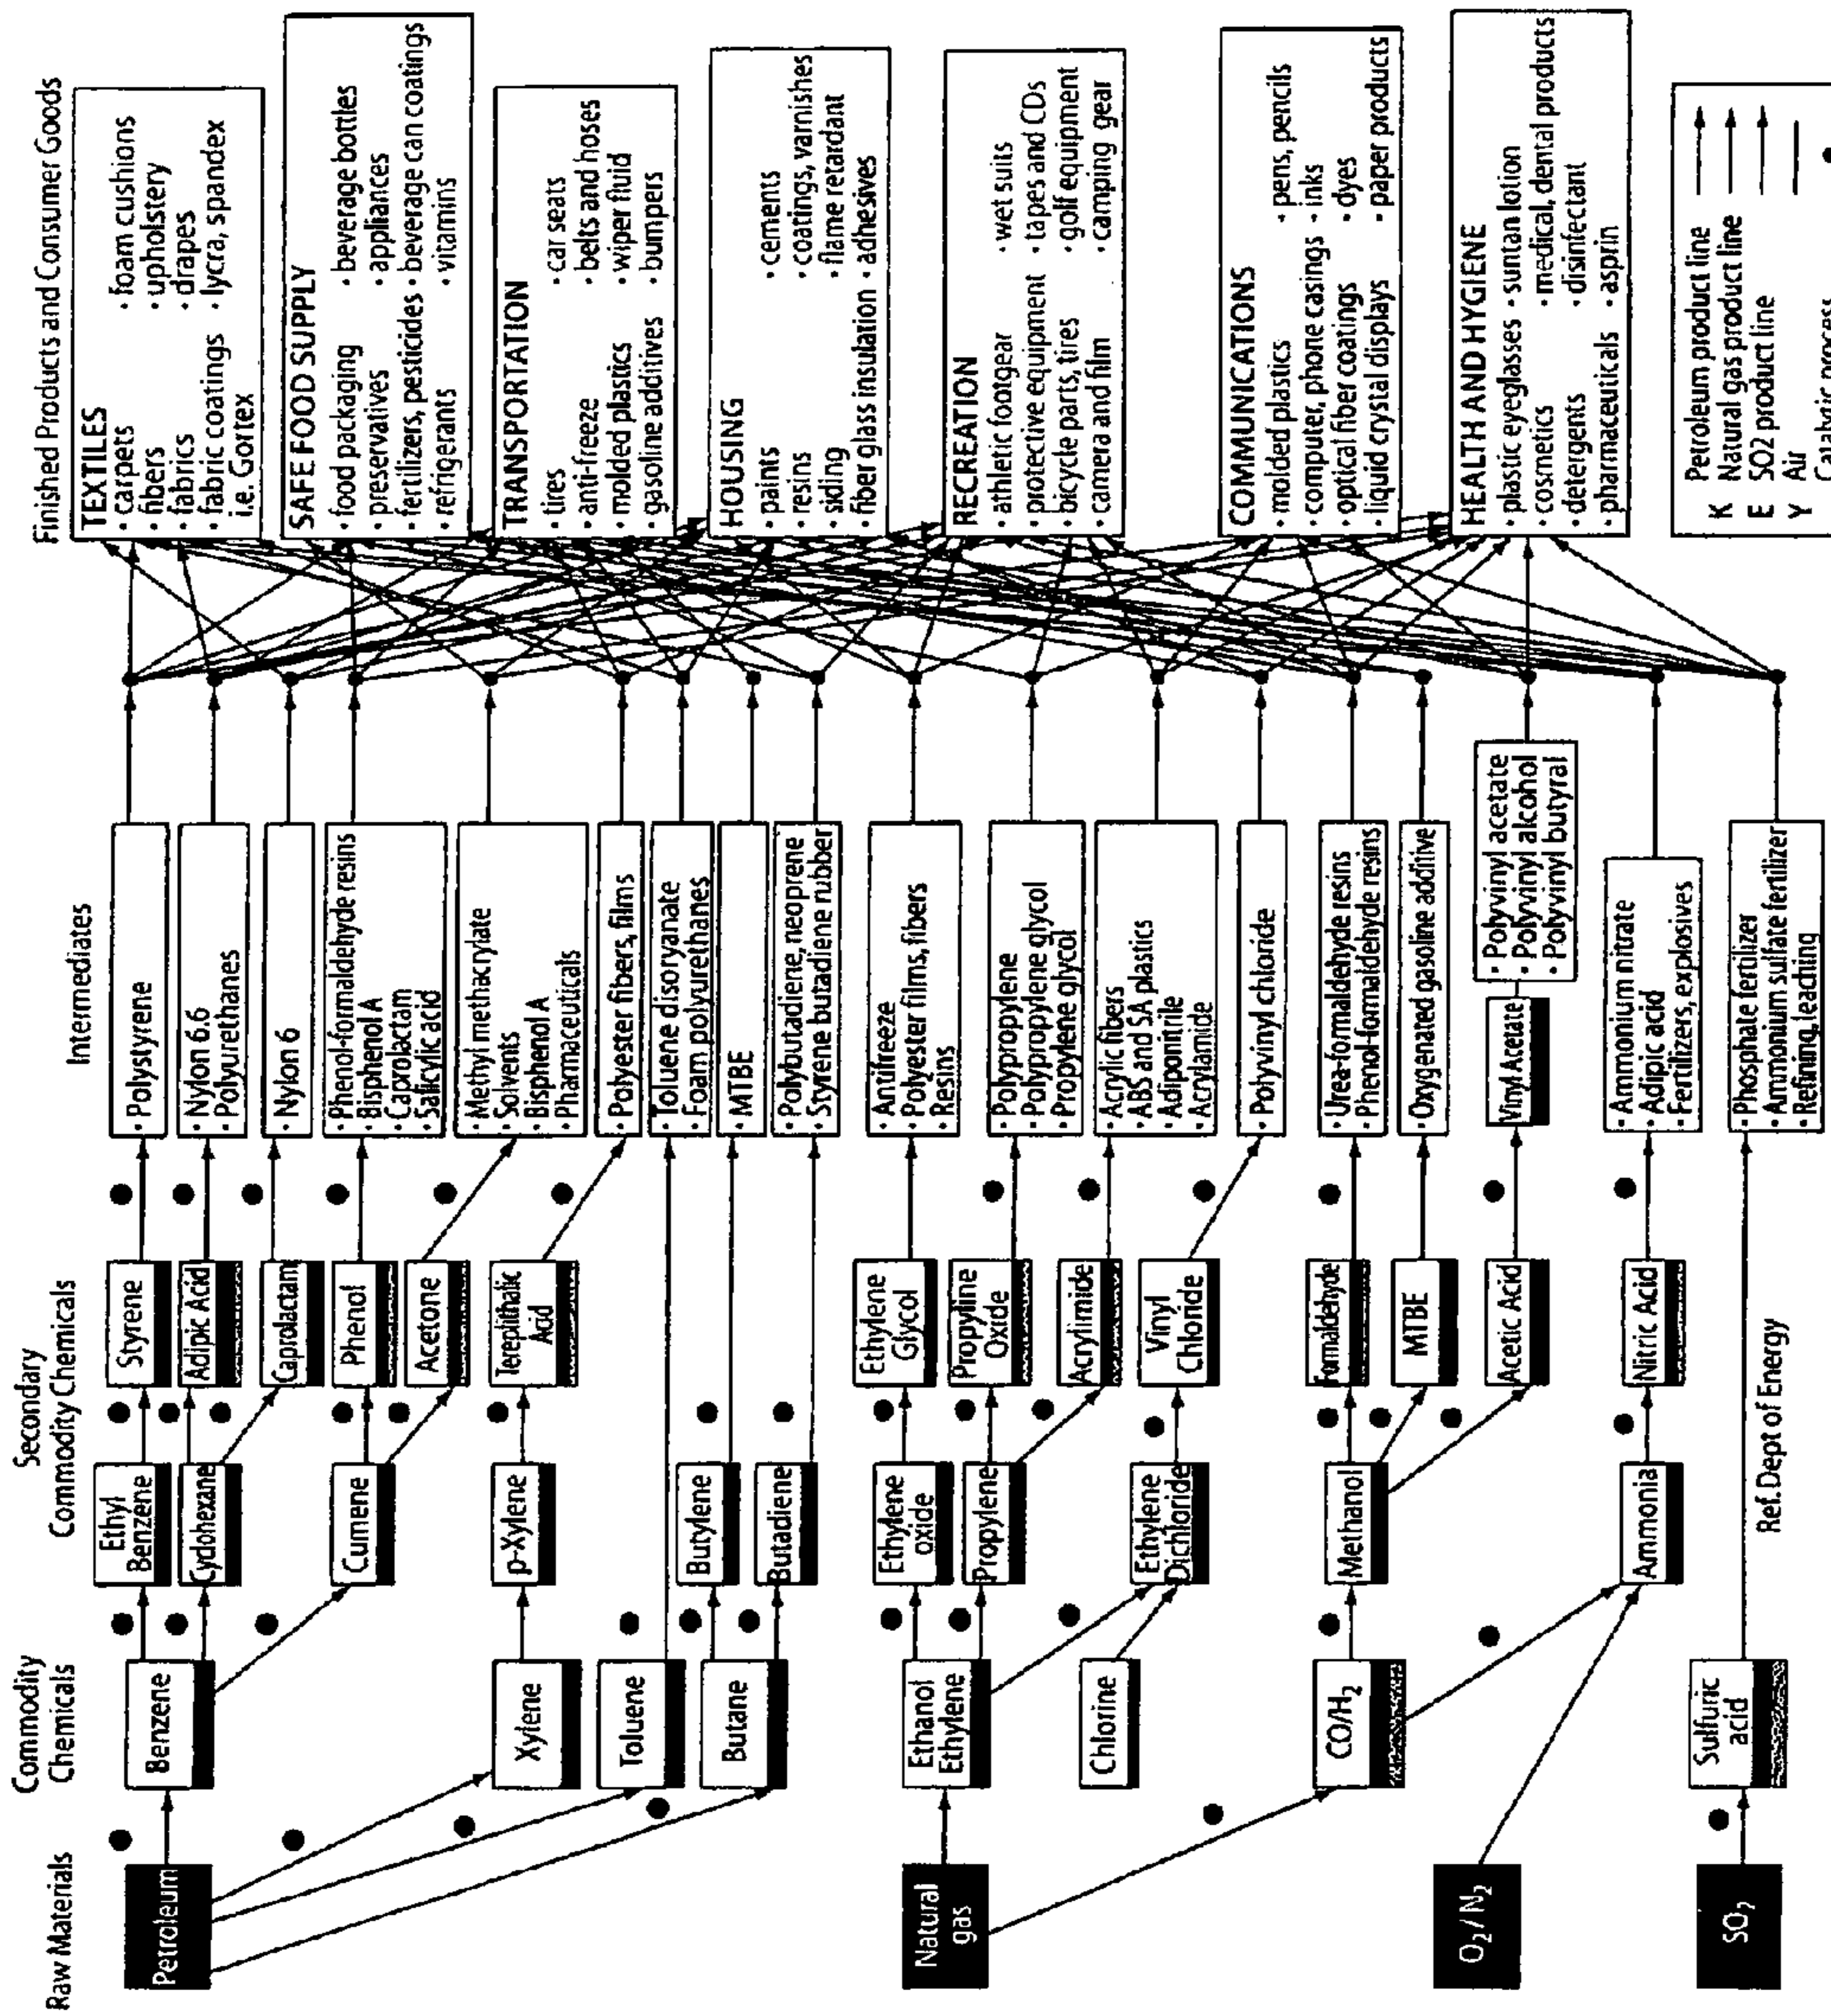 Raw Materials
Commodity
Chemicals
Secondary
Commodity Chemicals
Intermediates
Finished Products and Consumer Goods
Petroleum
Natural
gas
O₂/N₂
SO₂
Benzene
Xylene
Toluene
Butane
Ethanol
Ethylene
Chlorine
CO/H₂
Sulfuric
acid
Ethyl
Benzene
Cyclohexane
Cumene
p-Xylene
Butylene
Butadiene
Ethylene
oxide
Propylene
Ethylene
Dichloride
Methanol
Ammonia
Styrene
Adipic Acid
Caprolactam
Phenol
Acetone
Terepthalic
Acid
Ethylene
Glycol
Propyline
Oxide
Acrylimide
Vinyl
Chloride
Formaldehyde
MTBE
Acetic Acid
Nitric Acid
Vinyl Acetate
• Polystyrene
• Nylon 6.6
• Polyurethanes
• Nylon 6
• Phenol-formaldehyde resins
• Bisphenol A
• Caprolactam
• Salicylic acid
• Methyl methacrylate
• Solvents
• Bisphenol A
• Pharmaceuticals
• Polyester fibers, films
• Toluene disoryanate
• Foam polyurethanes
• MTBE
• Polybutadiene, neoprene
• Styrene butadiene rubber
• Antifreeze
• Polyester films, fibers
• Resins
• Polypropylene
• Polypropylene glycol
• Propylene glycol
• Acrylic fibers
• ABS and SA plastics
• Adiponitrile
• Acrylamide
• Polyvinyl chloride
• Urea-formaldehyde resins
• Phenol-formaldehyde resins
• Oxygenated gasoline additive
• Polyvinyl acetate
• Polyvinyl alcohol
• Polyvinyl butyral
• Ammonium nitrate
• Adipic acid
• Fertilizers, explosives
• Phosphate fertilizer
• Ammonium sulfate fertilizer
• Refining, leaching
TEXTILES
• carpets • foam cushions
• fibers • upholstery
• fabrics • drapes
• fabric coatings • lycra, spandex
i.e. Gortex
SAFE FOOD SUPPLY
• food packaging • beverage bottles
• preservatives • appliances
• fertilizers, pesticides • beverage can coatings
• refrigerants • vitamins
TRANSPORTATION
• tires • car seats
• anti-freeze • belts and hoses
• molded plastics • wiper fluid
• gasoline additives • bumpers
HOUSING
• paints • cements
• resins • coatings, varnishes
• siding • flame retardant
• fiber glass insulation • adhesives
RECREATION
• athletic footgear • wet suits
• protective equipment • tapes and CDs
• bicycle parts, tires • golf equipment
• camera and film • camping gear
COMMUNICATIONS
• molded plastics • pens, pencils
• computer, phone casings • inks
• optical fiber coatings • dyes
• liquid crystal displays • paper products
HEALTH AND HYGIENE
• plastic eyeglasses • suntan lotion
• cosmetics • medical, dental products
• detergents • disinfectant
• pharmaceuticals • asprin
Ref. Dept of Energy
K E Y
Petroleum product line
Natural gas product line
SO2 product line
Air